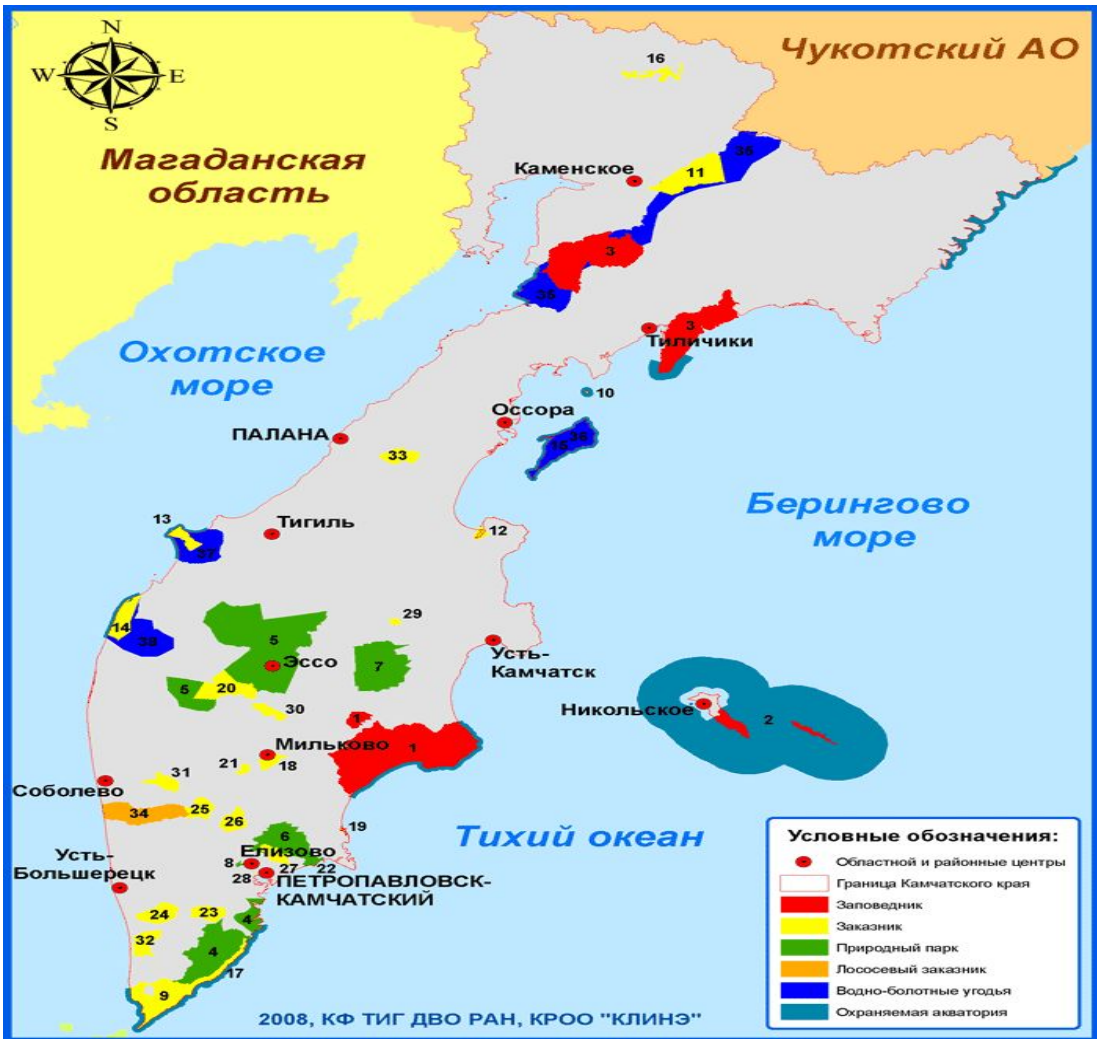 N
W
E
S
Чукотский АО
16
Магаданская
область
Каменское
11
35
3
35
3
Тиличики
Охотское
море
10
Оссора
ПАЛАНА
15
36
33
Берингово
море
13
Тигиль
12
37
14
38
29
5
Эссо
7
Усть-
Камчатск
5
20
30
Никольское
2
1
1
Мильково
21
18
31
Соболево
34
25
26
19
Тихий океан
6
Елизово
8
27
22
28
ПЕТРОПАВЛОВСК-
КАМЧАТСКИЙ
Усть-
Большерецк
24
23
4
32
4
17
9
Условные обозначения:
Областной и районные центры
Граница Камчатского края
Заповедник
Заказник
Природный парк
Лососевый заказник
Водно-болотные угодья
Охраняемая акватория
2008, КФ ТИГ ДВО РАН, КРОО "КЛИНЭ"